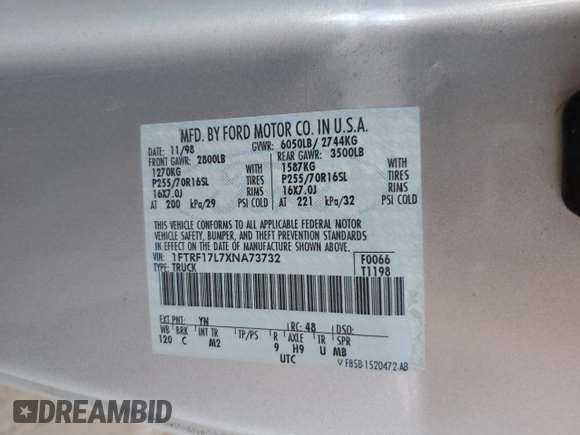 MFD. BY FORD MOTOR CO. IN U.S.A.
DATE: 11/98 GVWR: 6050LB/ 2744KG
FRONT GAWR: 2800LB REAR GAWR: 3500LB
1270KG WITH 1587KG WITH
P255/70R16SL TIRES P255/70R16SL TIRES
16X7.0J RIMS 16X7.0J RIMS
AT 200 kPa/29 PSI COLD AT 221 kPa/32 PSI COLD
THIS VEHICLE CONFORMS TO ALL APPLICABLE FEDERAL MOTOR
VEHICLE SAFETY, BUMPER, AND THEFT PREVENTION STANDARDS
IN EFFECT ON THE DATE OF MANUFACTURE SHOWN ABOVE.
VIN: 1FTRF17L7XNA73732 F0066
TYPE: TRUCK T1198
EXT PNT: YN RC: 48 DSO:
WB BRK INT TR TP/PS R AXLE TR SPR
120 C M2 9 H9 U MB
UTC
▽ F85B-1520472-AB
DREAMBID